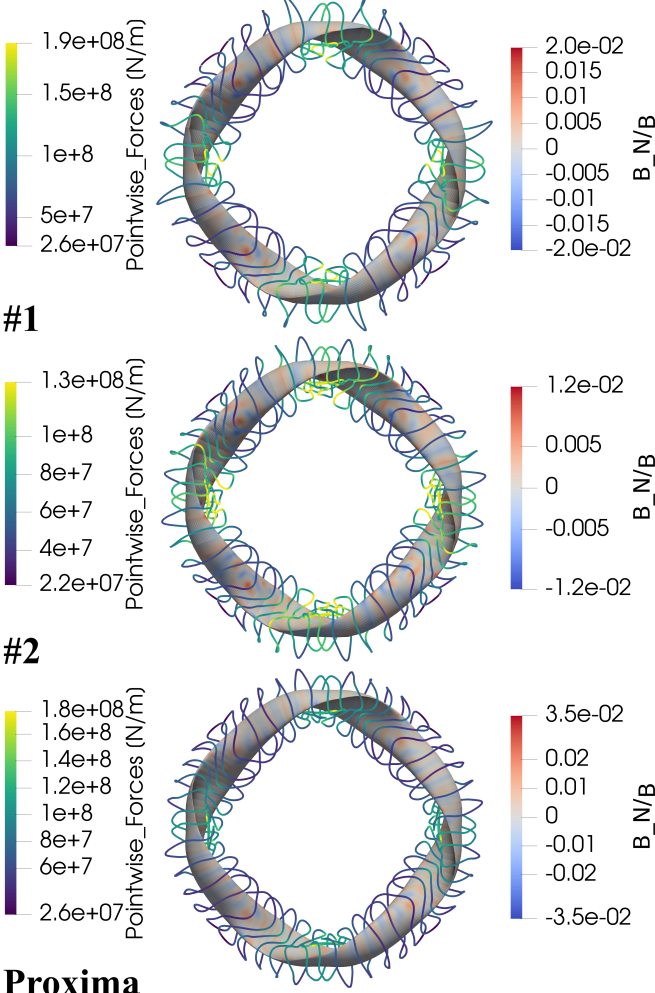 1.9e+08
1.5e+8
1e+8
5e+7
2.6e+07
Pointwise_Forces (N/m)
2.0e-02
0.015
0.01
0.005
0
-0.005
-0.01
-0.015
-2.0e-02
B_N/B
#1
1.3e+08
1e+8
8e+7
6e+7
4e+7
2.2e+07
Pointwise_Forces (N/m)
1.2e-02
0.005
0
-0.005
-1.2e-02
B_N/B
#2
1.8e+08
1.6e+8
1.4e+8
1.2e+8
1e+8
8e+7
6e+7
2.6e+07
Pointwise_Forces (N/m)
3.5e-02
0.02
0.01
0
-0.01
-0.02
-3.5e-02
B_N/B
Proxima